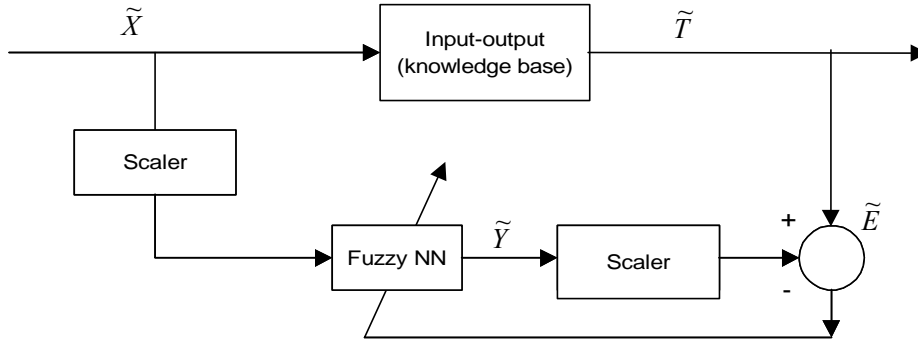 X̃
Input-output
(knowledge base)
T̃
Scaler
Fuzzy NN
Ỹ
Scaler
+
-
Ẽ